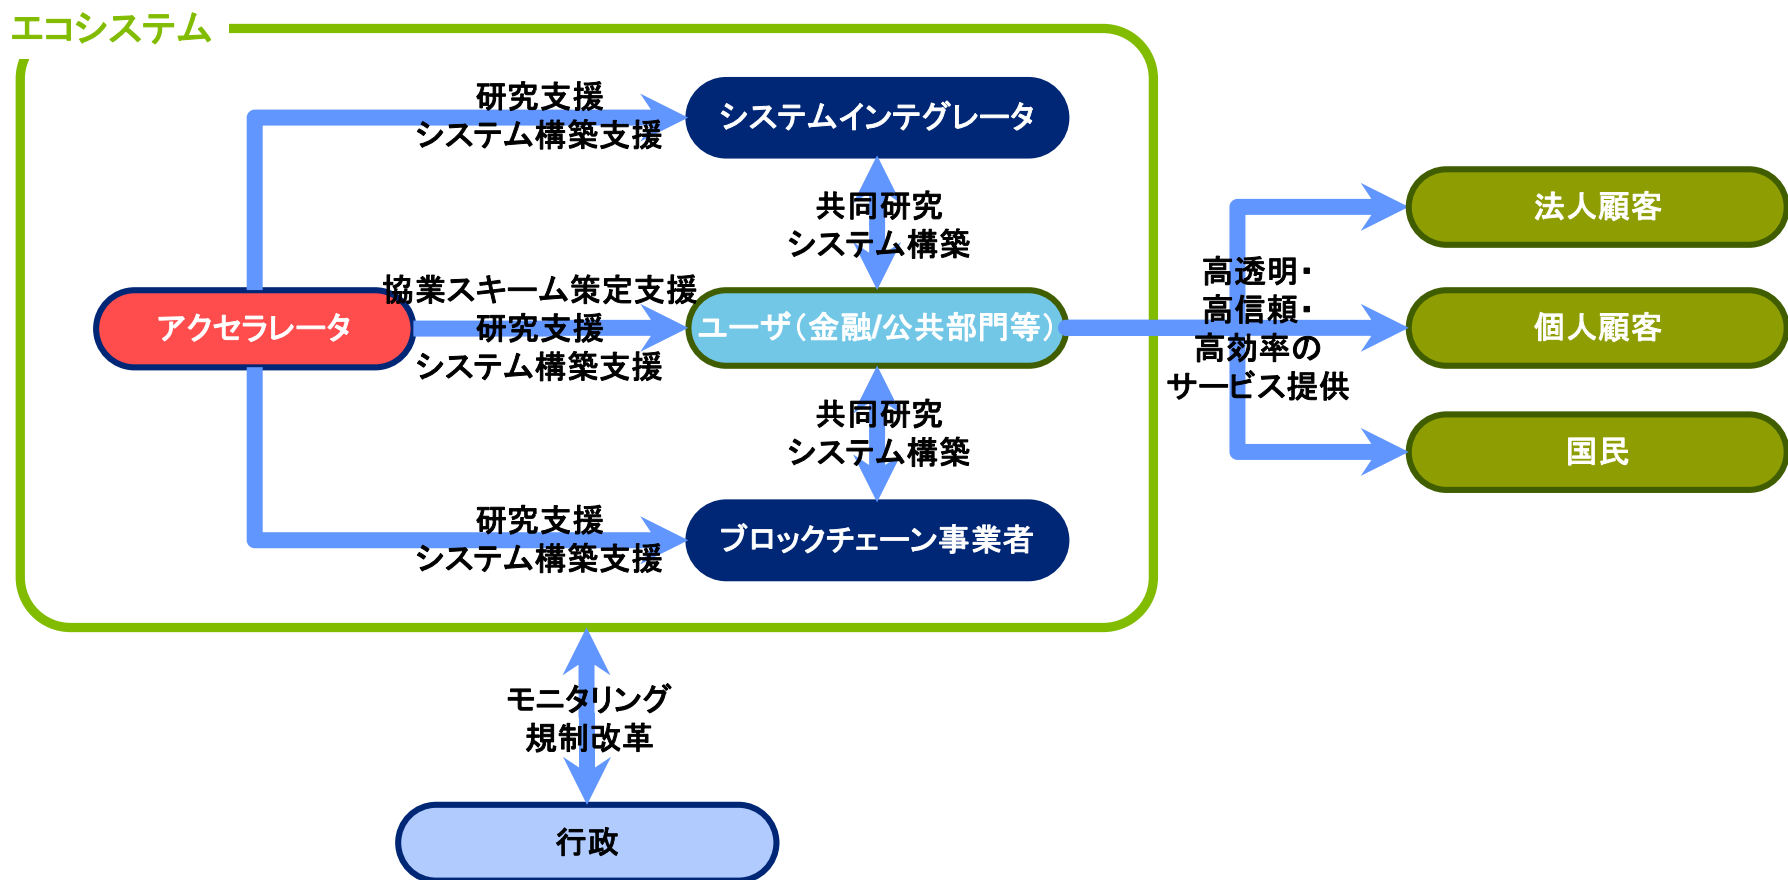 エコシステム
研究支援
システム構築支援
システムインテグレータ
共同研究
システム構築
協業スキーム策定支援
研究支援
システム構築支援
アクセラレータ
ユーザ（金融/公共部門等）
共同研究
システム構築
研究支援
システム構築支援
ブロックチェーン事業者
高透明・
高信頼・
高効率の
サービス提供
法人顧客
個人顧客
国民
モニタリング
規制改革
行政